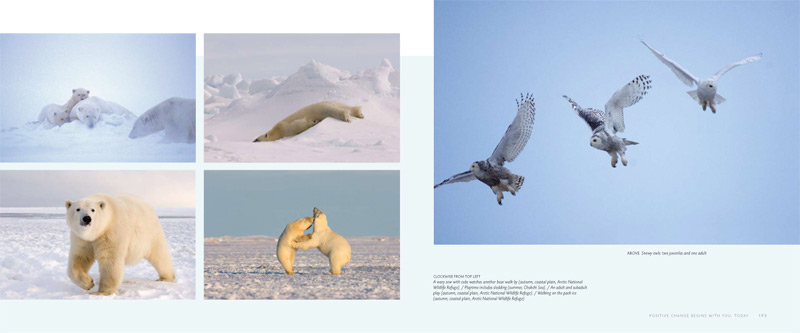 ABOVE Snowy owls: two juveniles and one adult
CLOCKWISE FROM TOP LEFT
A wary sow with cubs watches another bear walk by (autumn, coastal plain, Arctic National
Wildlife Refuge). / Playtime includes sledding (summer, Chukchi Sea). / An adult and subadult
play (autumn, coastal plain, Arctic National Wildlife Refuge). / Walking on the pack ice
(autumn, coastal plain, Arctic National Wildlife Refuge)
POSITIVE CHANGE BEGINS WITH YOU, TODAY